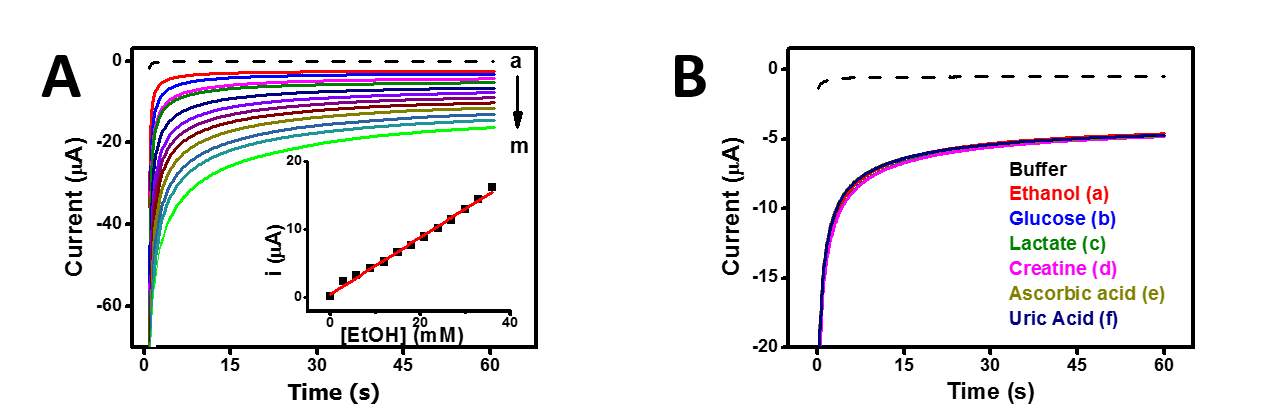 A
0
-20
-40
-60
Current (µA)
0
15
30
45
60
Time (s)
a
m
20
10
0
i (µA)
0
20
40
[EtOH] (mM)
B
0
-5
-10
-15
-20
Current (µA)
0
15
30
45
60
Time (s)
Buffer
Ethanol (a)
Glucose (b)
Lactate (c)
Creatine (d)
Ascorbic acid (e)
Uric Acid (f)